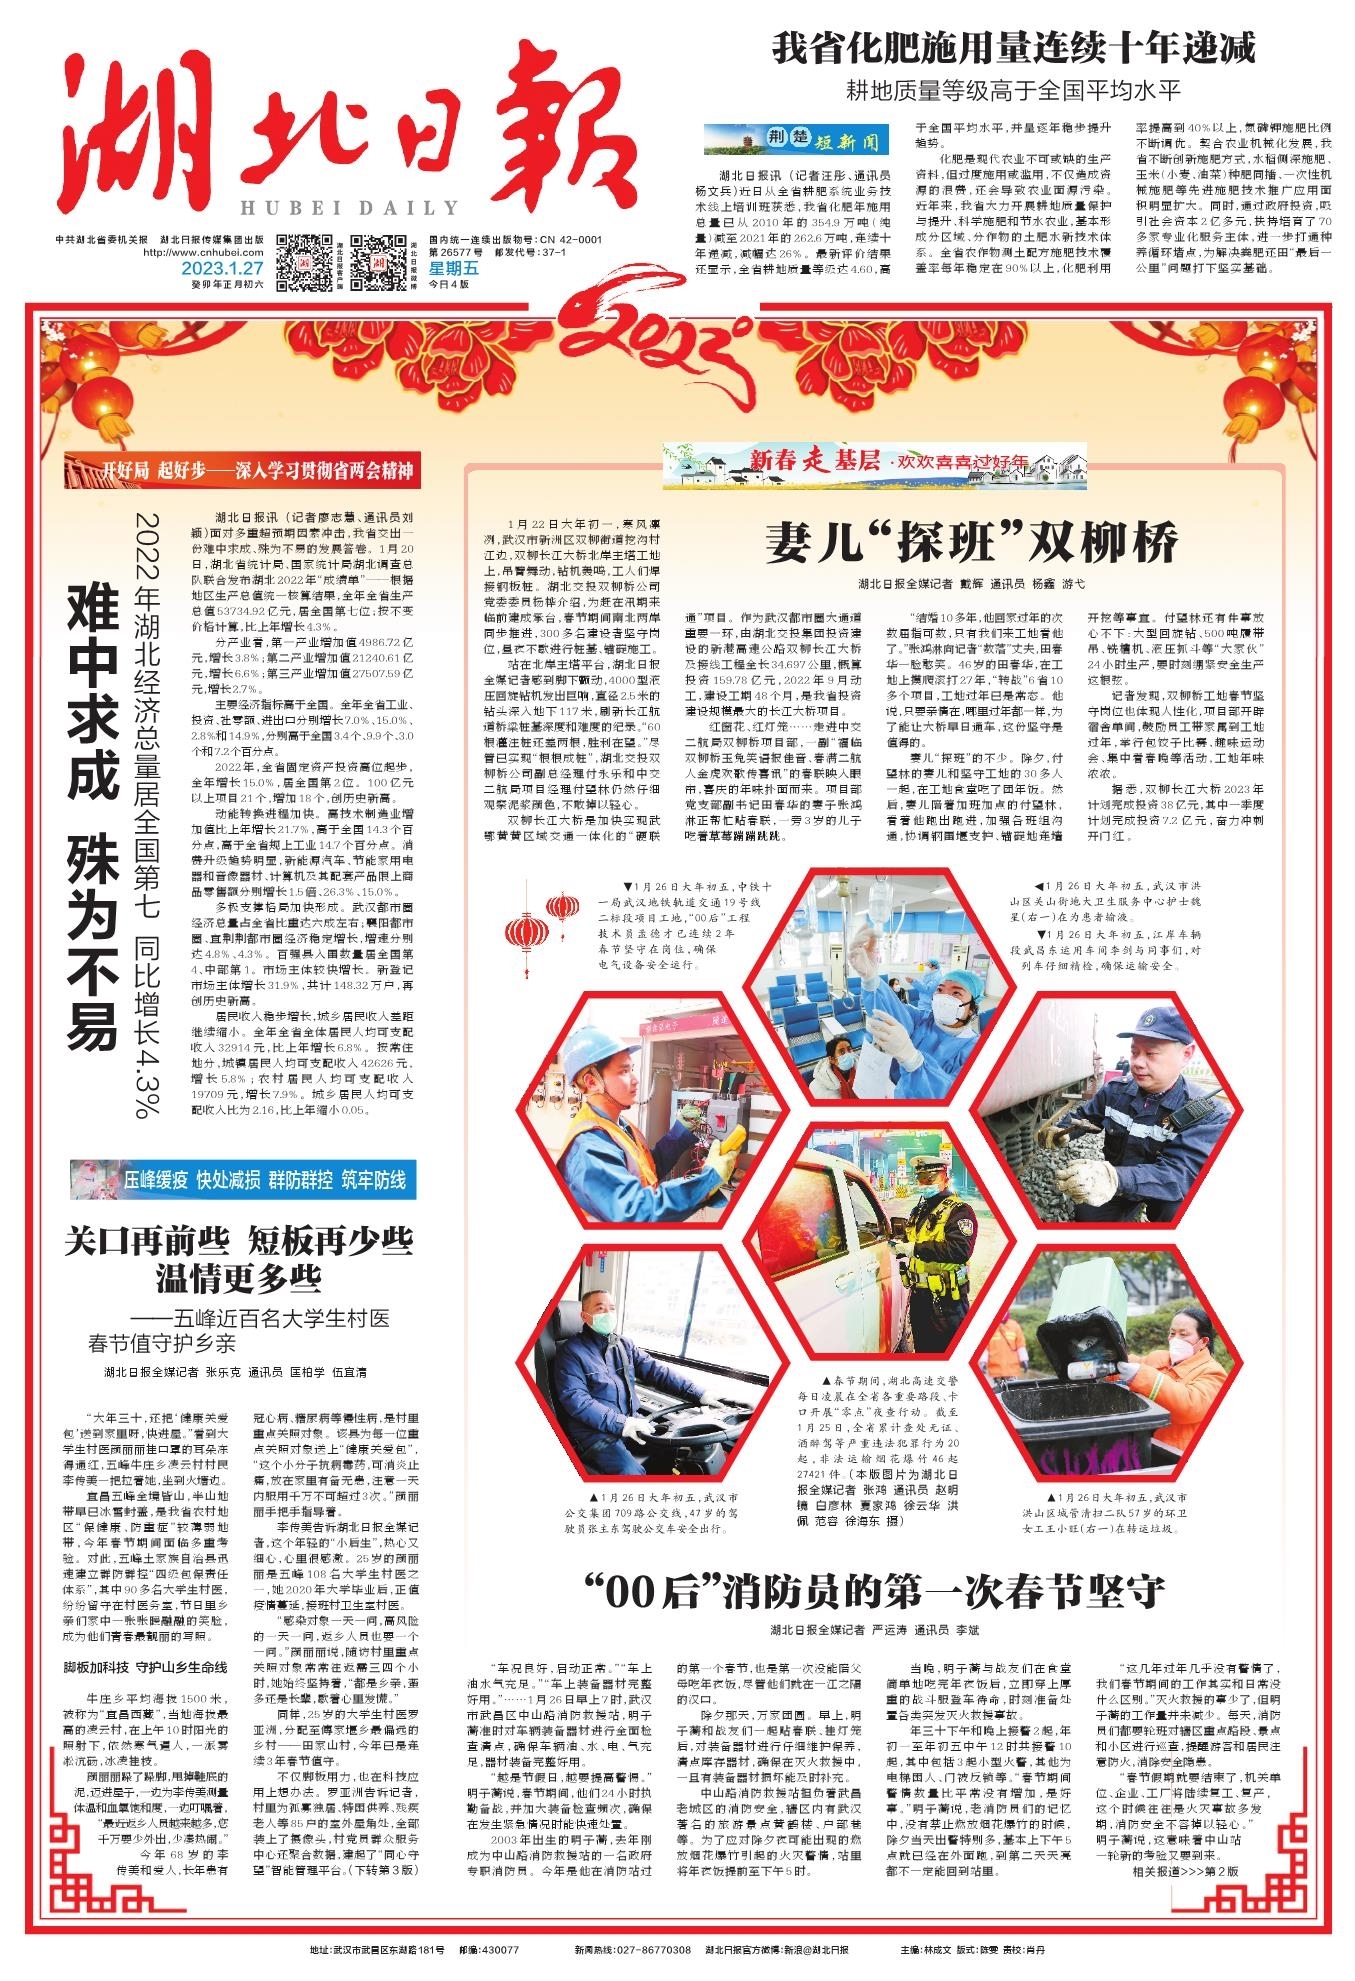 湖北日报
HUBEI DAILY
中共湖北省委机关报 湖北日报传媒集团出版
http://www.cnhubei.com
2023.1.27
癸卯年正月初六
湖北日报客户端
湖北日报微博
国内统一连续出版物号:CN 42-0001
第26577号 邮发代号:37-1
星期五
今日4版
我省化肥施用量连续十年递减
耕地质量等级高于全国平均水平
荆楚短新闻
湖北日报讯（记者汪彤、通讯员
杨文兵）近日从全省耕肥系统业务技
术线上培训班获悉,我省化肥年施用
总量已从2010年的354.9万吨(纯
量)减至2021年的262.6万吨,连续十
年递减,减幅达26%。最新评价结果
还显示,全省耕地质量等级达4.60,高
于全国平均水平,并呈逐年稳步提升
趋势。
化肥是现代农业不可或缺的生产
资料,但过度施用或滥用,不仅造成资
源的浪费,还会导致农业面源污染。
近年来,我省大力开展耕地质量保护
与提升、科学施肥和节水农业,基本形
成分区域、分作物的土肥水新技术体
系。全省农作物测土配方施肥技术覆
盖率每年稳定在90%以上,化肥利用
率提高到40%以上,氮磷钾施肥比例
不断调优。契合农业机械化发展,我
省不断创新施肥方式,水稻侧深施肥、
玉米(小麦、油菜)种肥同播、一次性机
械施肥等先进施肥技术推广应用面
积明显扩大。同时,通过政府投资,吸
引社会资本2亿多元,扶持培育了70
多家专业化服务主体,进一步打通种
养循环堵点,为解决粪肥还田“最后一
公里”问题打下坚实基础。
2023
开好局 起好步——深入学习贯彻省两会精神
难中求成 殊为不易
2022年湖北经济总量居全国第七 同比增长4.3%
湖北日报讯（记者廖志慧、通讯员刘
颖)面对多重超预期因素冲击,我省交出一
份难中求成、殊为不易的发展答卷。1月20
日,湖北省统计局、国家统计局湖北调查总
队联合发布湖北2022年“成绩单”——根据
地区生产总值统一核算结果,全年全省生产
总值53734.92亿元,居全国第七位;按不变
价格计算,比上年增长4.3%。
分产业看,第一产业增加值4986.72亿
元,增长3.8%;第二产业增加值21240.61亿
元,增长6.6%;第三产业增加值27507.59亿
元,增长2.7%。
主要经济指标高于全国。全年全省工业、
投资、社零额、进出口分别增长7.0%、15.0%、
2.8%和14.9%,分别高于全国3.4个、9.9个、3.0
个和7.2个百分点。
2022年,全省固定资产投资高位起步,
全年增长15.0%,居全国第2位。100亿元
以上项目21个,增加18个,创历史新高。
动能转换进程加快。高技术制造业增
加值比上年增长21.7%,高于全国14.3个百
分点,高于全省规上工业14.7个百分点。消
费升级趋势明显,新能源汽车、节能家用电
器和音像器材、计算机及其配套产品限上商
品零售额分别增长1.5倍、26.3%、15.0%。
多极支撑格局加快形成。武汉都市圈
经济总量占全省比重达六成左右;襄阳都市
圈、宜荆荆都市圈经济稳定增长,增速分别
达4.8%、4.3%。百强县入围数量居全国第
4、中部第1。市场主体较快增长。新登记
市场主体增长31.9%,共计148.32万户,再
创历史新高。
居民收入稳步增长,城乡居民收入差距
继续缩小。全年全省全体居民人均可支配
收入32914元,比上年增长6.8%。按常住
地分,城镇居民人均可支配收入42626元,
增长5.8%;农村居民人均可支配收入
19709元,增长7.9%。城乡居民人均可支
配收入比为2.16,比上年缩小0.05。
压峰缓疫 快处减损 群防群控 筑牢防线
关口再前些 短板再少些
温情更多些
——五峰近百名大学生村医
春节值守护乡亲
湖北日报全媒记者 张乐克 通讯员 匡柏学 伍宜清
“大年三十,还把‘健康关爱
包’送到家里呀,快进屋。”看到大
学生村医颜丽丽挂口罩的耳朵冻
得通红,五峰牛庄乡凌云村村民
李传美一把拉着她,坐到火塘边。
宜昌五峰全境皆山,半山地
带早已冰雪封盖,是我省农村地
区“保健康、防重症”较薄弱地
带,今年春节期间面临多重考
验。对此,五峰土家族自治县迅
速建立群防群控“四级包保责任
体系”,其中90多名大学生村医,
纷纷留守在村医务室,节日里乡
亲们家中一张张暖融融的笑脸,
成为他们青春最靓丽的写照。
脚板加科技 守护山乡生命线
牛庄乡平均海拔1500米,
被称为“宜昌西藏”,当地海拔最
高的凌云村,在上午10时阳光的
照射下,依然寒气逼人,一派雾
凇沆砀,冰凌挂枝。
颜丽丽跺了跺脚,甩掉鞋底的
泥,迈进屋子,一边为李传美测量
体温和血氧饱和度,一边叮嘱着,
“最近返乡人员越来越多,您
千万要少外出,少凑热闹。”
今年68岁的李
传美和爱人,长年患有
冠心病、糖尿病等慢性病,是村里
重点关照对象。该县为每一位重
点关照对象送上“健康关爱包”,
“这个小分子抗病毒药,可消炎止
痛,放在家里有备无患,注意一天
内服用千万不可超过3次。”颜丽
丽手把手指导着。
李传美告诉湖北日报全媒记
者,这个年轻的“小后生”,热心又
细心,心里很感激。25岁的颜丽
丽是五峰108名大学生村医之
一,她2020年大学毕业后,正值
疫情蔓延,接班村卫生室村医。
“感染对象一天一问,高风险
的一天一问,返乡人员也要一个
一问。”颜丽丽说,随访村里重点
关照对象常常往返需三四个小
时,她始终坚持着,“都是乡亲,蛮
多还是长辈,歇着心里发慌。”
同样,25岁的大学生村医罗
亚洲,分配至傅家堰乡最偏远的
乡村——田家山村,今年已是连
续3年春节值守。
不仅脚板用力,也在科技应
用上想办法。罗亚洲告诉记者,
村里为孤寡独居、特困供养、残疾
老人等85户的室外屋角处,全部
装上了摄像头,村党员群众服务
中心还聚合数据,建起了“同心守
望”智能管理平台。(下转第3版)
新春走基层·欢欢喜喜过好年
妻儿“探班”双柳桥
湖北日报全媒记者 戴辉 通讯员 杨鑫 游弋
1月22日大年初一,寒风凛
冽,武汉市新洲区双柳街道挖沟村
江边,双柳长江大桥北岸主塔工地
上,吊臂舞动,钻机轰鸣,工人们焊
接钢板桩。湖北交投双柳桥公司
党委委员杨桦介绍,为赶在汛期来
临前建成承台,春节期间南北两岸
同步推进,300多名建设者坚守岗
位,昼夜不歇进行桩基、锚碇施工。
站在北岸主塔平台,湖北日报
全媒记者感到脚下颤动,4000型液
压回旋钻机发出巨响,直径2.5米的
钻头深入地下117米,刷新长江航
道桥梁桩基深度和难度的纪录。“60
根灌注桩还差两根,胜利在望。”尽
管已实现“根根成桩”,湖北交投双
柳桥公司副总经理付永乐和中交
二航局项目经理付望林仍然仔细
观察泥浆颜色,不敢掉以轻心。
双柳长江大桥是加快实现武
鄂黄黄区域交通一体化的“硬联
通”项目。作为武汉都市圈大通道
重要一环,由湖北交投集团投资建
设的新港高速公路双柳长江大桥
及接线工程全长34.697公里,概算
投资159.78亿元,2022年9月动
工,建设工期48个月,是我省投资
建设规模最大的长江大桥项目。
红窗花、红灯笼……走进中交
二航局双柳桥项目部,一副“福临
双柳桥玉兔笑语报佳音、春满二航
人金虎欢歌传喜讯”的春联映入眼
帘,喜庆的年味扑面而来。项目部
党支部副书记田春华的妻子张鸿
淋正帮忙贴春联,一旁3岁的儿子
吃着草莓蹦蹦跳跳。
“结婚10多年,他回家过年的次
数屈指可数,只有我们来工地看他
了。”张鸿淋向记者“数落”丈夫,田春
华一脸憨笑。46岁的田春华,在工
地上摸爬滚打27年,“转战”6省10
多个项目,工地过年已是常态。他
说,只要亲情在,哪里过年都一样,为
了能让大桥早日通车,这份坚守是
值得的。
妻儿“探班”的不少。除夕,付
望林的妻儿和坚守工地的30多人
一起,在工地食堂吃了团年饭。然
后,妻儿陪着加班加点的付望林,
看着他跑出跑进,加强各班组沟
通,协调钢围堰支护、锚碇地连墙
开挖等事宜。付望林还有件事放
心不下:大型回旋钻、500吨履带
吊、铣槽机、液压抓斗等“大家伙”
24小时生产,要时刻绷紧安全生产
这根弦。
记者发现,双柳桥工地春节坚
守岗位也体现人性化,项目部开辟
宿舍单间,鼓励员工带家属到工地
过年,举行包饺子比赛、趣味运动
会、集中看春晚等活动,工地年味
浓浓。
据悉,双柳长江大桥2023年
计划完成投资38亿元,其中一季度
计划完成投资7.2亿元,奋力冲刺
开门红。
▼1月26日大年初五,中铁十
一局武汉地铁轨道交通19号线
二标段项目工地,“00后”工程
技术员孟德才已连续2年
春节坚守在岗位,确保
电气设备安全运行。
◀1月26日大年初五,武汉市洪
山区关山街地大卫生服务中心护士魏
星(右一)在为患者输液。
▼1月26日大年初五,江岸车辆
段武昌东运用车间李剑与同事们,对
列车仔细精检,确保运输安全。
▲春节期间,湖北高速交警
每日凌晨在全省各重要路段、卡
口开展“零点”夜查行动。截至
1月25日,全省累计查处无证、
酒醉驾等严重违法犯罪行为20
起,非法运输烟花爆竹46起
27421件。(本版图片为湖北日
报全媒记者 张鸿 通讯员 赵明
镜 白彦林 夏家鸿 徐云华 洪
佩 范容 徐海东 摄)
▲1月26日大年初五,武汉市
公交集团709路公交线,47岁的驾
驶员张主东驾驶公交车安全出行。
▲1月26日大年初五,武汉市
洪山区城管清扫二队57岁的环卫
女工王小旺(右一)在转运垃圾。
“00后”消防员的第一次春节坚守
湖北日报全媒记者 严运涛 通讯员 李斌
“车况良好,启动正常。”“车上
油水气充足。”“车上装备器材完整
好用。”……1月26日早上7时,武汉
市武昌区中山路消防救援站,明子
蔺准时对车辆装备器材进行全面检
查清点,确保车辆油、水、电、气充
足,器材装备完整好用。
“越是节假日,越要提高警惕。”
明子蔺说,春节期间,他们24小时执
勤备战,并加大装备检查频次,确保
在发生紧急情况时能快速处置。
2003年出生的明子蔺,去年刚
成为中山路消防救援站的一名政府
专职消防员。今年是他在消防站过
的第一个春节,也是第一次没能陪父
母吃年夜饭,尽管他们就在一江之隔
的汉口。
除夕那天,万家团圆。早上,明
子蔺和战友们一起贴春联、挂灯笼
后,对装备器材进行仔细维护保养,
清点库存器材,确保在灭火救援中,
一旦有装备器材损坏能及时补充。
中山路消防救援站担负着武昌
老城区的消防安全,辖区内有武汉
著名的旅游景点黄鹤楼、户部巷
等。为了应对除夕夜可能出现的燃
放烟花爆竹引起的火灾警情,站里
将年夜饭提前至下午5时。
当晚,明子蔺与战友们在食堂
简单地吃完年夜饭后,立即穿上厚
重的战斗服登车待命,时刻准备处
置各类突发灭火救援事故。
年三十下午和晚上接警2起,年
初一至年初五中午12时共接警10
起,其中包括3起小型火警,其他为
电梯困人、门被反锁等。“春节期间
警情数量比平常没有增加,是好
事。”明子蔺说,老消防员们的记忆
中,没有禁止燃放烟花爆竹的时候,
除夕当天出警特别多,基本上下午5
点就已经在外面跑,到第二天天亮
都不一定能回到站里。
“这几年过年几乎没有警情了,
我们春节期间的工作其实和日常没
什么区别。”灭火救援的事少了,但明
子蔺的工作量并未减少。每天,消防
员们都要轮班对辖区重点路段、景点
和小区进行巡查,提醒游客和居民注
意防火,消除安全隐患。
“春节假期就要结束了,机关单
位、企业、工厂将陆续复工、复产,
这个时候往往是火灾事故多发
期,消防安全不容掉以轻心。”
明子蔺说,这意味着中山站
一轮新的考验又要到来。
相关报道>>>第2版
地址:武汉市武昌区东湖路181号 邮编:430077 新闻热线:027-86770308 湖北日报官方微博:新浪@湖北日报 主编:林成文 版式:陈雯 责校:肖丹